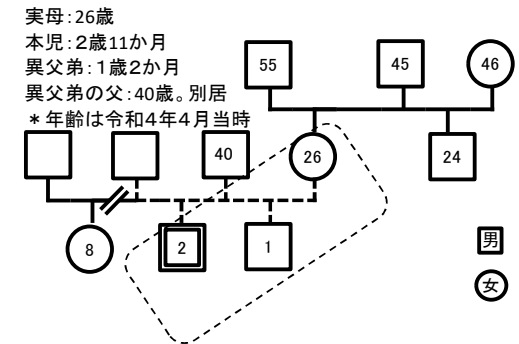 実母：26歳
本児：２歳11か月
異父弟：１歳２か月
異父弟の父：40歳。別居
＊年齢は令和４年４月当時
55
45
46
40
26
24
8
2
1
男
女